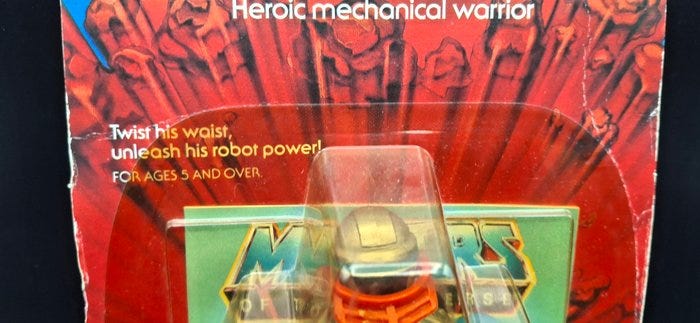 Heroic mechanical warrior
Twist his waist,
unleash his robot power!
FOR AGES 5 AND OVER.